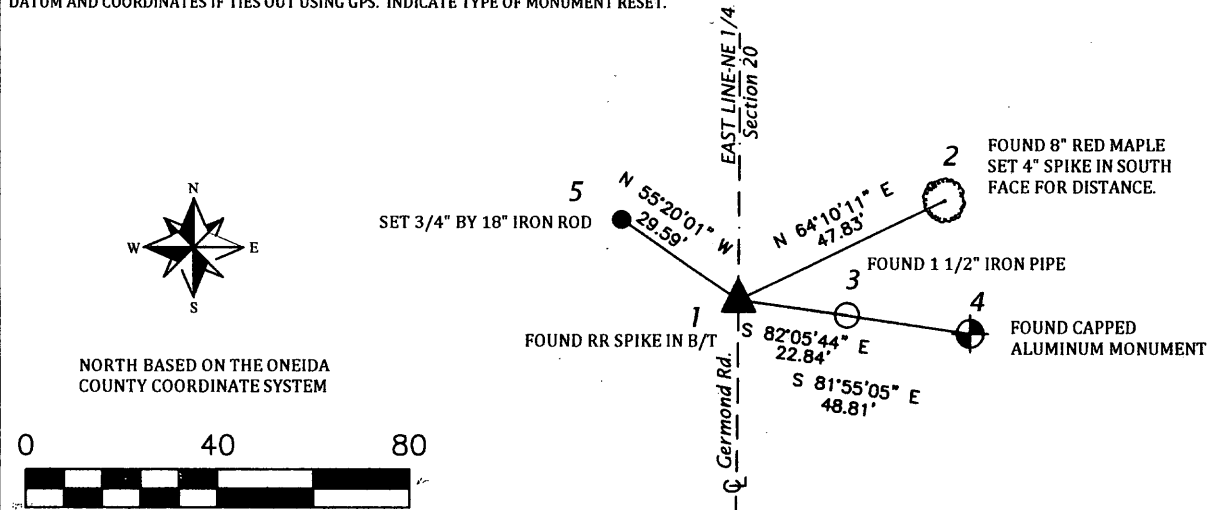 DATUM AND COORDINATES IF TIES OUT USING GPS. INDICATE TYPE OF MONUMENT RESET.
EAST LINE-NE 1/4
Section 20
2
FOUND 8" RED MAPLE
SET 4" SPIKE IN SOUTH
FACE FOR DISTANCE.
5
SET 3/4" BY 18" IRON ROD
N 55°20'01" W
29.59'
N 64°10'11" E
47.83'
FOUND 1 1/2" IRON PIPE
3
4
FOUND CAPPED
ALUMINUM MONUMENT
1
FOUND RR SPIKE IN B/T
S 82°05'44" E
22.84'
S 81°55'05" E
48.81'
Germond Rd.
N
W
E
S
NORTH BASED ON THE ONEIDA
COUNTY COORDINATE SYSTEM
0 40 80